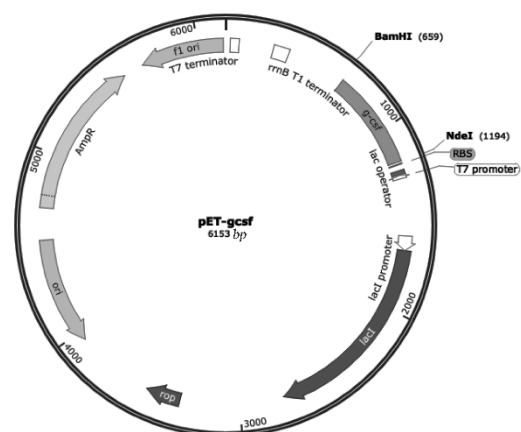 6000
f1 ori
T7 terminator
rrnB T1 terminator
BamHI (659)
g-csf
1000
NdeI (1194)
RBS
T7 promoter
lac operator
AmpR
5000
pET-gcsf
6153 bp
lacI promoter
2000
lacI
ori
4000
rop
3000